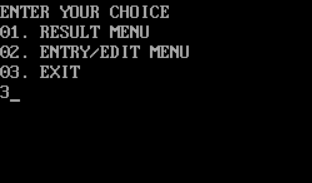 ENTER YOUR CHOICE
01. RESULT MENU
02. ENTRY/EDIT MENU
03. EXIT
3_